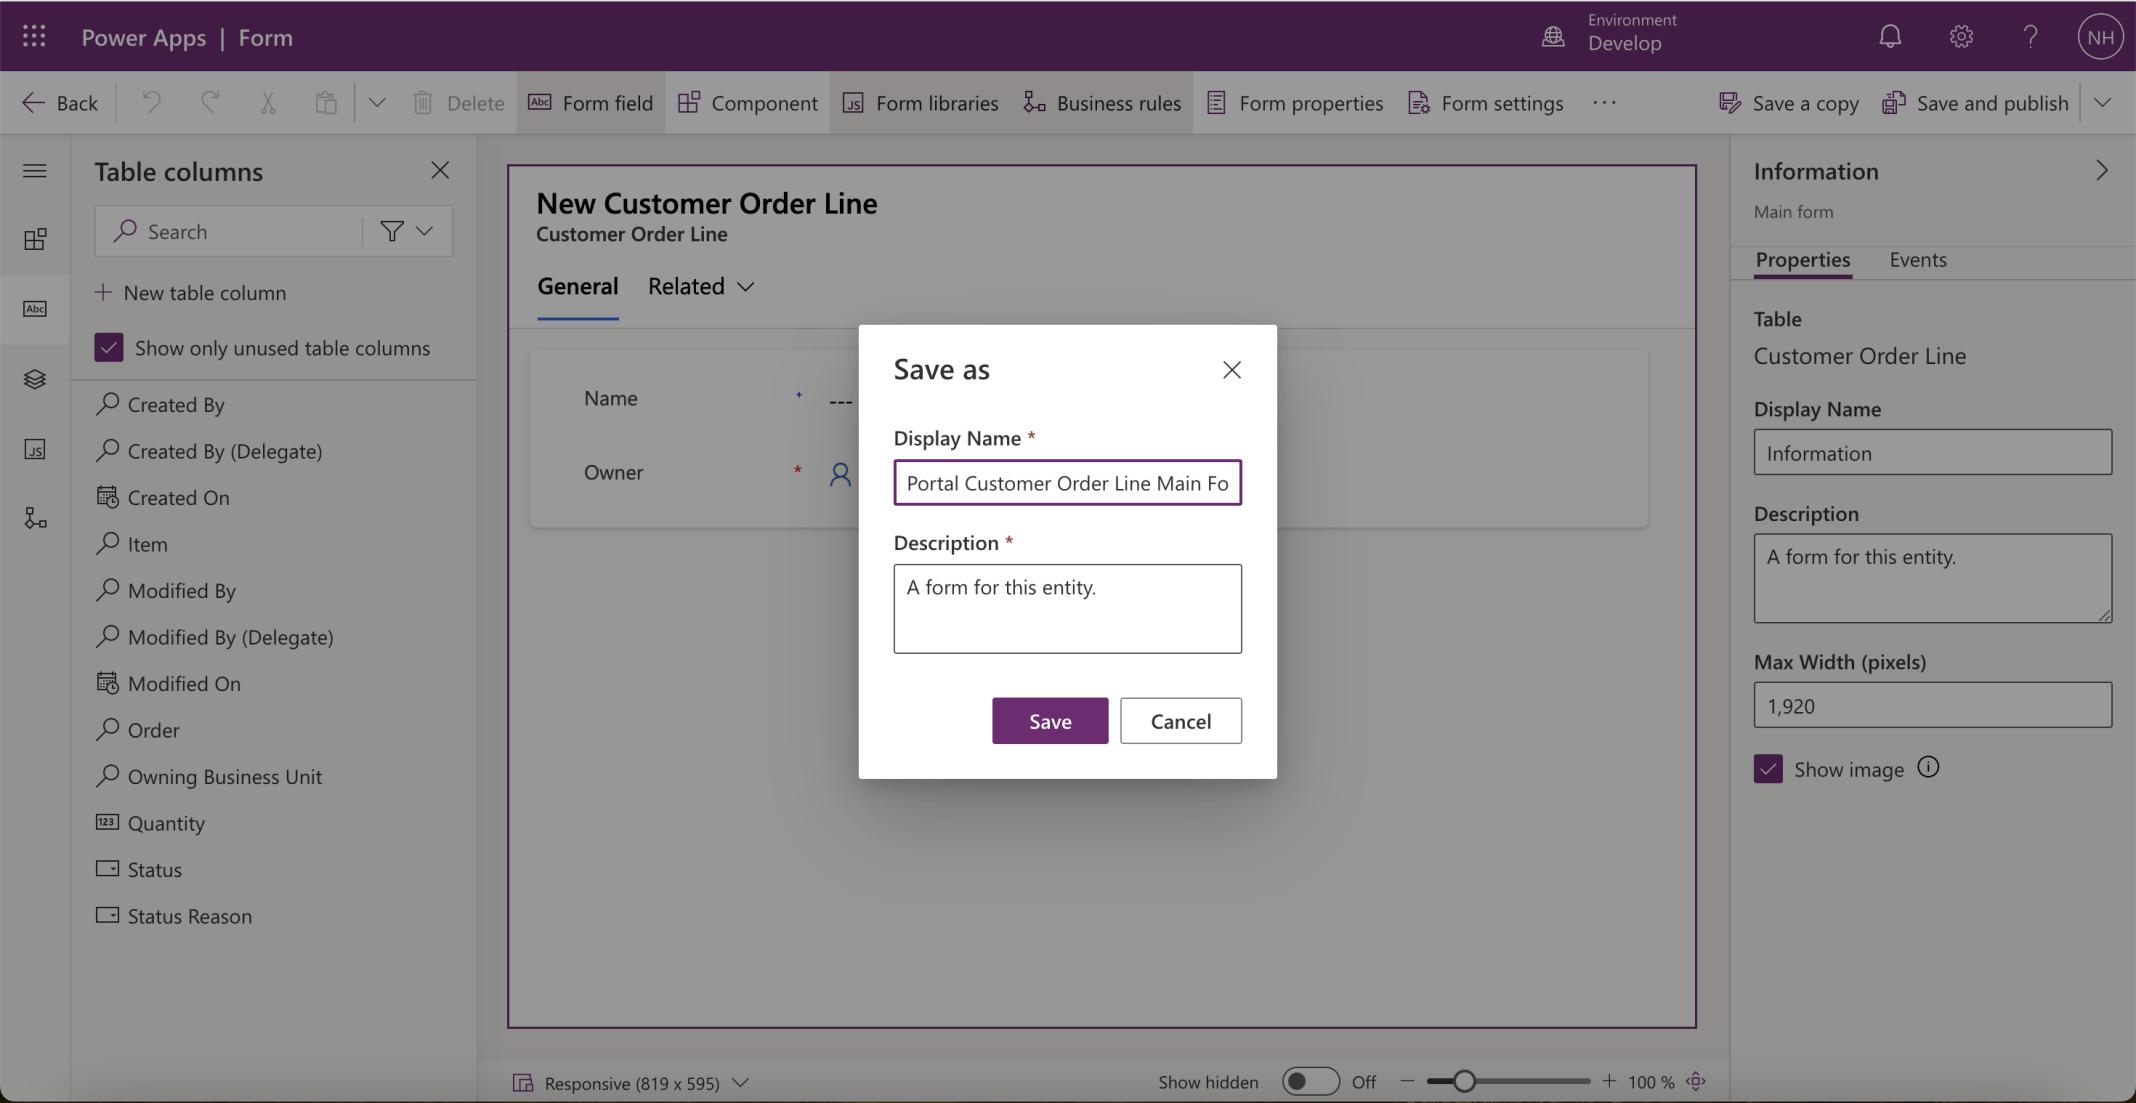 Power Apps | Form
Environment
Develop
NH
Back
Delete
Abc Form field
Component
JS Form libraries
Business rules
Form properties
Form settings
Save a copy
Save and publish
Table columns
Search
New table column
Abc
Show only unused table columns
Created By
Created By (Delegate)
Created On
JS
Item
Modified By
Modified By (Delegate)
Modified On
Order
Owning Business Unit
123 Quantity
Status
Status Reason
New Customer Order Line
Customer Order Line
General
Related
Name + ---
Owner *
Save as
Display Name *
Portal Customer Order Line Main Fo
Description *
A form for this entity.
Save
Cancel
Responsive (819 x 595)
Show hidden
Off
100 %
Information
Main form
Properties
Events
Table
Customer Order Line
Display Name
Information
Description
A form for this entity.
Max Width (pixels)
1,920
Show image